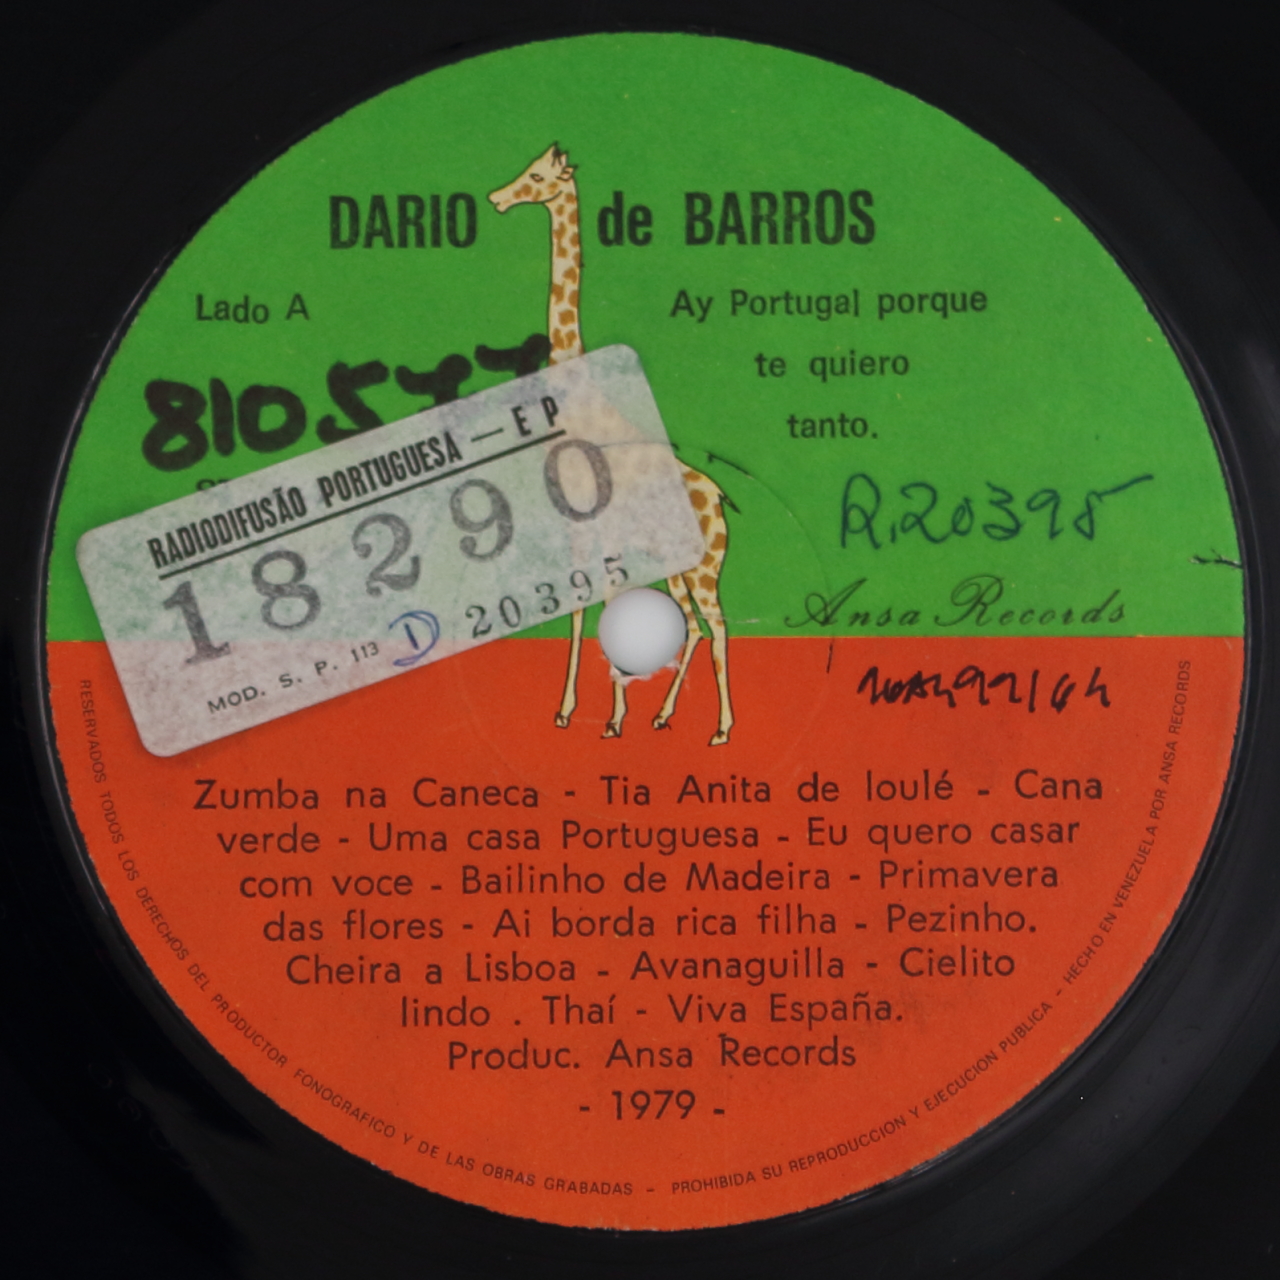 DARIO de BARROS
Lado A
Ay Portugal porque
te quiero
tanto.
810577
RADIODIFUSÃO PORTUGUESA — E P
18290
MOD. S. P. 113 D 20395
R.20395
Ansa Records
Zumba na Caneca - Tia Anita de loulé - Cana
verde - Uma casa Portuguesa - Eu quero casar
com voce - Bailinho de Madeira - Primavera
das flores - Ai borda rica filha - Pezinho.
Cheira a Lisboa - Avanaguilla - Cielito
lindo . Thaí - Viva España.
Produc. Ansa Records
- 1979 -
RESERVADOS TODOS LOS DERECHOS DEL PRODUCTOR FONOGRAFICO Y DE LAS OBRAS GRABADAS - PROHIBIDA SU REPRODUCCION Y EJECUCION PUBLICA - HECHO EN VENEZUELA POR ANSA RECORDS